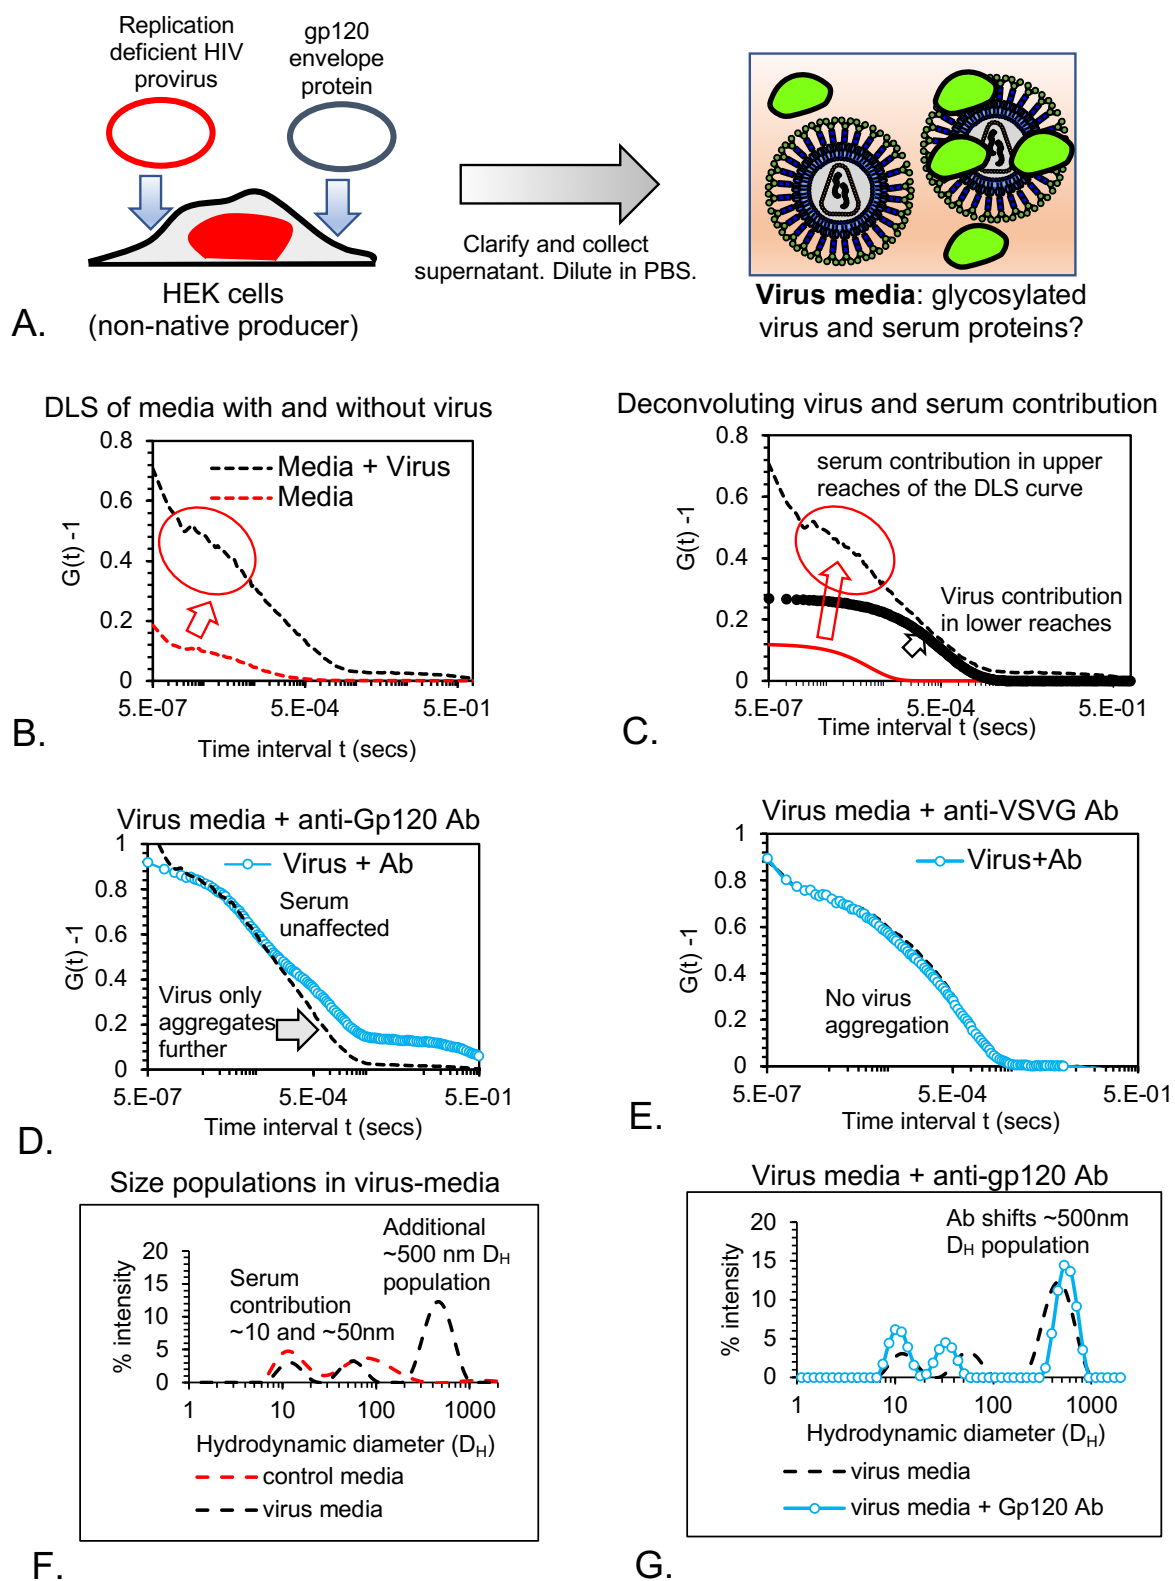 Replication
deficient HIV
provirus
gp120
envelope
protein
Clarify and collect
supernatant. Dilute in PBS.
HEK cells
(non-native producer)
Virus media: glycosylated
virus and serum proteins?
A.
DLS of media with and without virus
0.8
0.6
0.4
0.2
0
G(t) -1
Media + Virus
Media
5.E-07
5.E-04
5.E-01
Time interval t (secs)
B.
Deconvoluting virus and serum contribution
0.8
0.6
0.4
0.2
0
G(t) -1
serum contribution in upper
reaches of the DLS curve
Virus contribution
in lower reaches
5.E-07
5.E-04
5.E-01
Time interval t (secs)
C.
Virus media + anti-Gp120 Ab
1
0.8
0.6
0.4
0.2
0
G(t) -1
Virus + Ab
Serum
unaffected
Virus only
aggregates
further
5.E-07
5.E-04
5.E-01
Time interval t (secs)
D.
Virus media + anti-VSVG Ab
1
0.8
0.6
0.4
0.2
0
G(t) -1
Virus+Ab
No virus
aggregation
5.E-07
5.E-04
5.E-01
Time interval t (secs)
E.
Size populations in virus-media
20
15
10
5
0
% intensity
Serum
contribution
~10 and ~50nm
Additional
~500 nm DH
population
1
10
100
1000
Hydrodynamic diameter (DH)
control media
virus media
F.
Virus media + anti-gp120 Ab
20
15
10
5
0
% intensity
Ab shifts ~500nm
DH population
1
10
100
1000
Hydrodynamic diameter (DH)
virus media
virus media + Gp120 Ab
G.